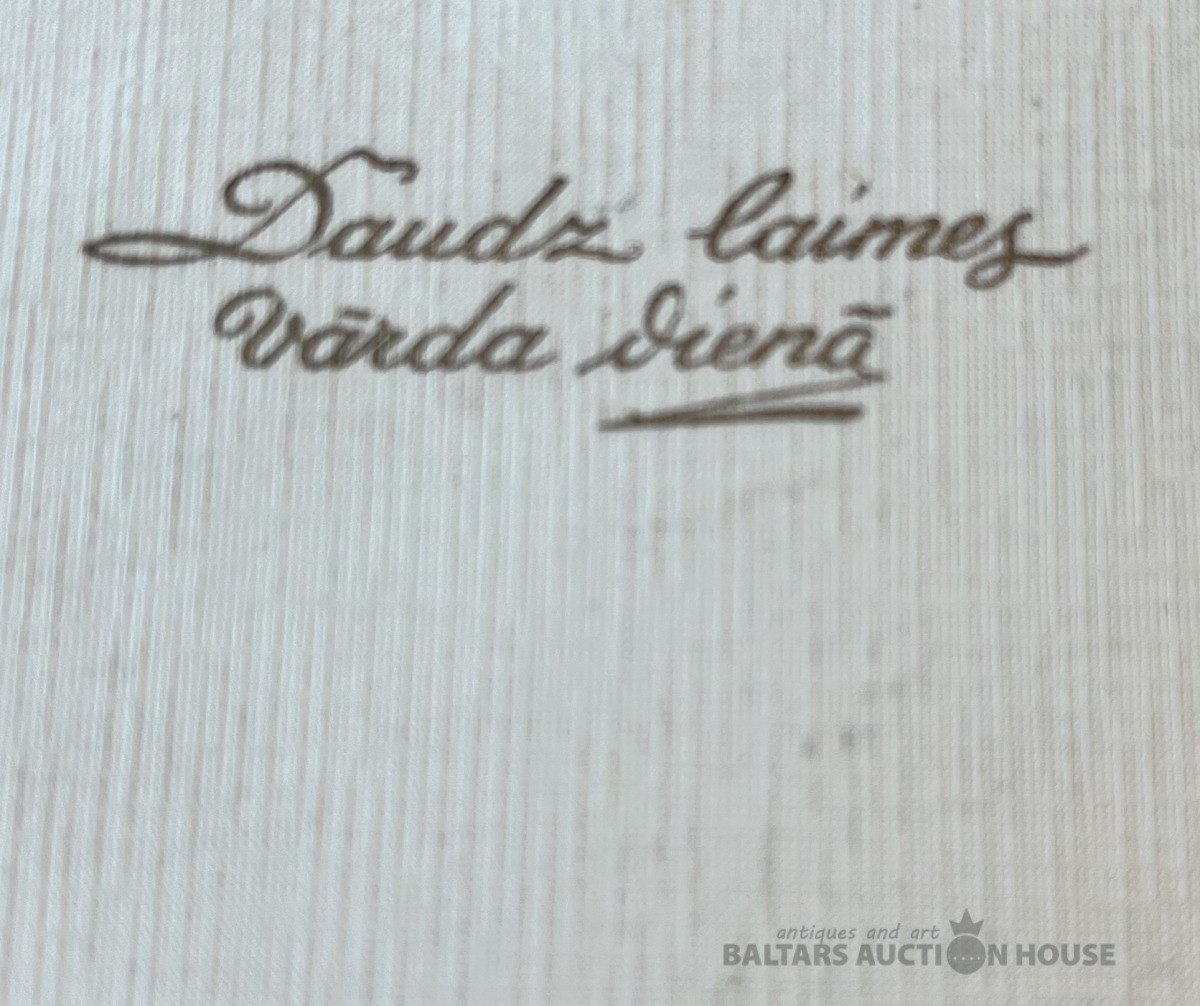 Daudz laimes
vārda dienā
antiques and art
BALTARS AUCTION HOUSE